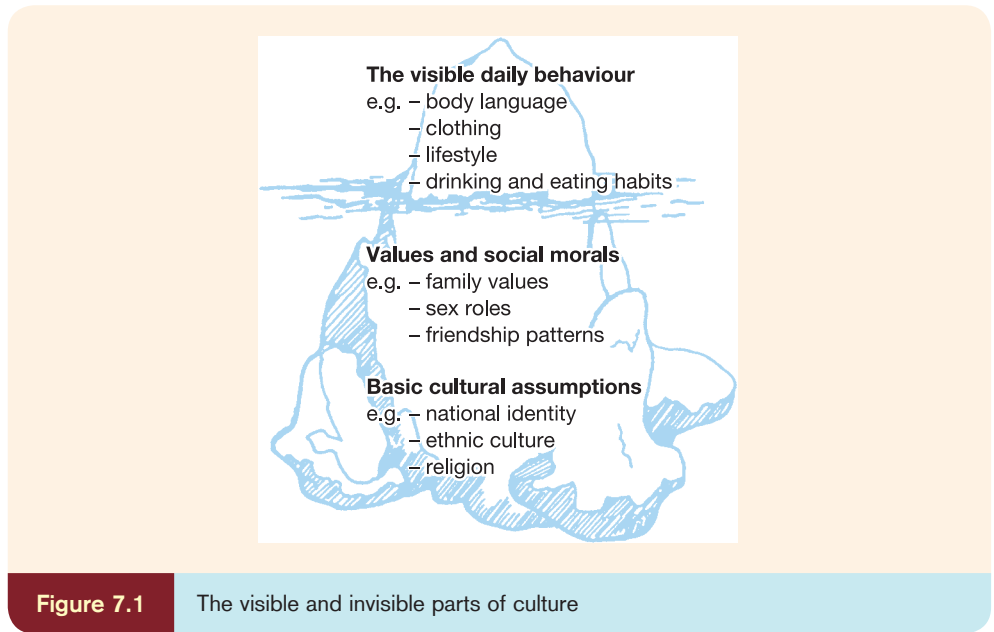 The visible daily behaviour
e.g. – body language
– clothing
– lifestyle
– drinking and eating habits
Values and social morals
e.g. – family values
– sex roles
– friendship patterns
Basic cultural assumptions
e.g. – national identity
– ethnic culture
– religion
Figure 7.1 The visible and invisible parts of culture